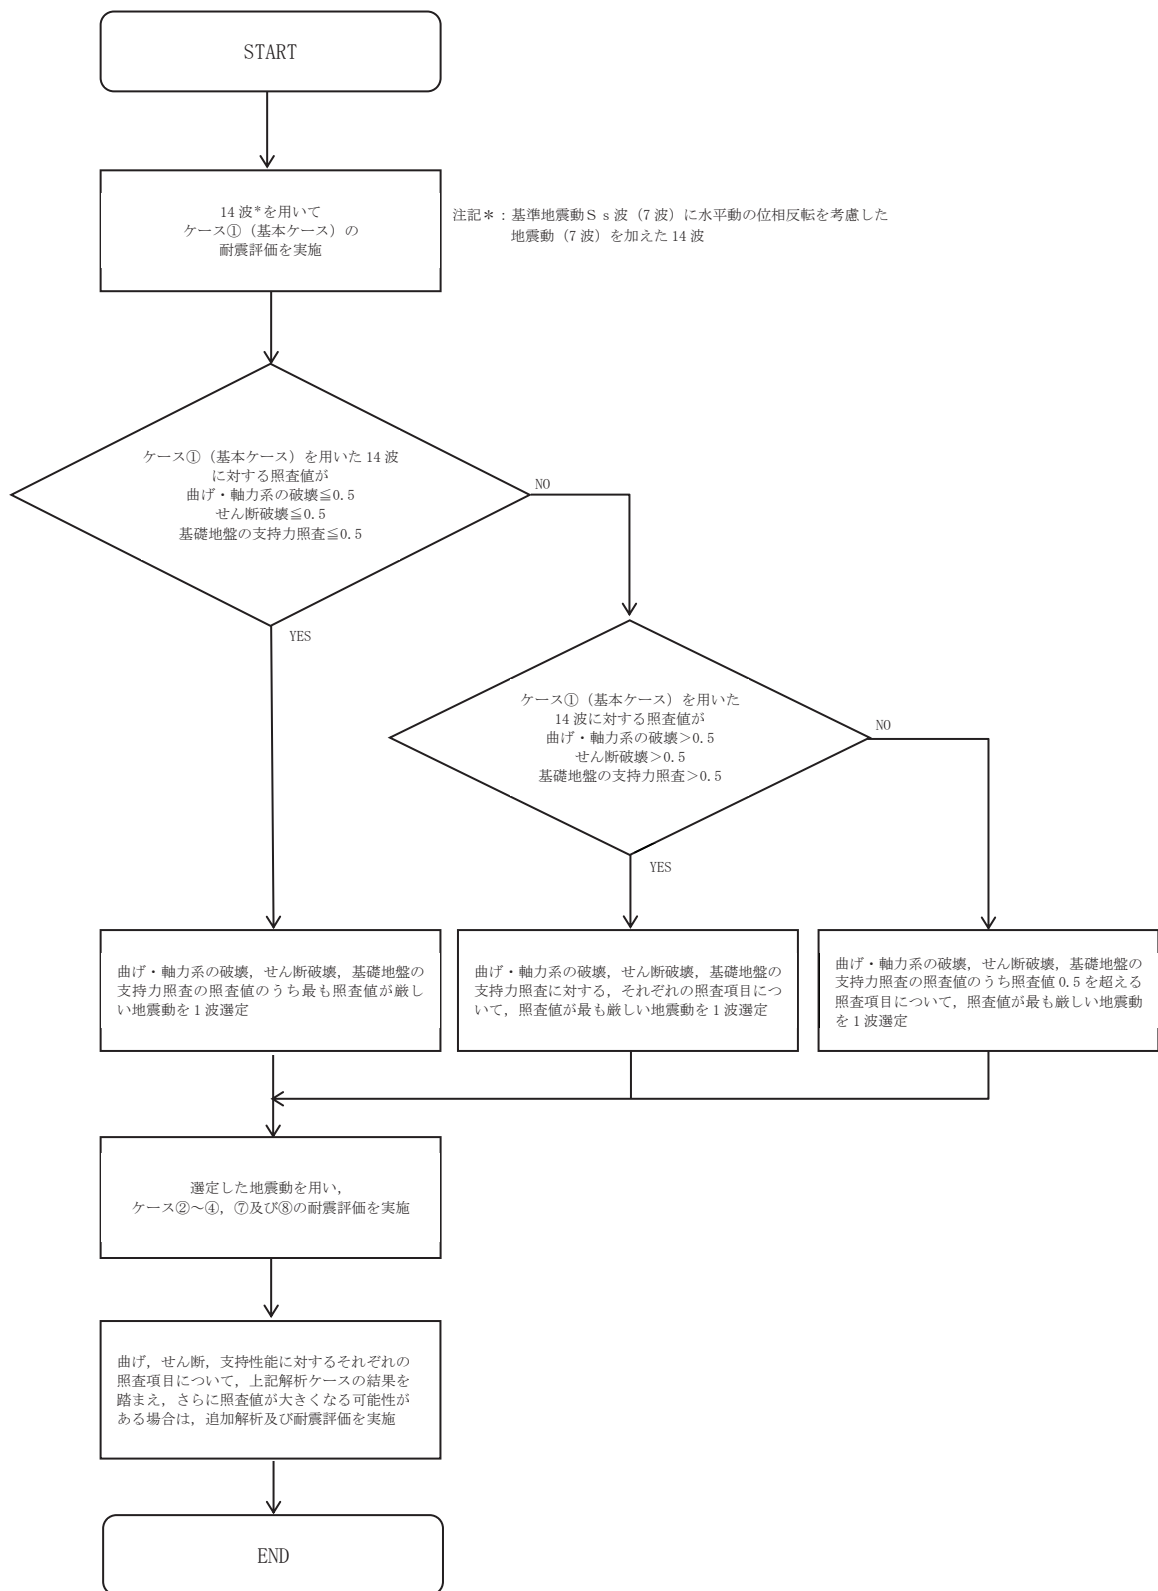 START
14 波*を用いて
ケース①（基本ケース）の
耐震評価を実施
注記＊：基準地震動Ｓｓ波（7 波）に水平動の位相反転を考慮した
地震動（7 波）を加えた 14 波
ケース①（基本ケース）を用いた 14 波
に対する照査値が
曲げ・軸力系の破壊≦0.5
せん断破壊≦0.5
基礎地盤の支持力照査≦0.5
NO
YES
ケース①（基本ケース）を用いた
14 波に対する照査値が
曲げ・軸力系の破壊＞0.5
せん断破壊＞0.5
基礎地盤の支持力照査＞0.5
NO
YES
曲げ・軸力系の破壊，せん断破壊，基礎地盤の
支持力照査の照査値のうち最も照査値が厳し
い地震動を 1 波選定
曲げ・軸力系の破壊，せん断破壊，基礎地盤の
支持力照査に対する，それぞれの照査項目につ
いて，照査値が最も厳しい地震動を 1 波選定
曲げ・軸力系の破壊，せん断破壊，基礎地盤の
支持力照査の照査値のうち照査値 0.5 を超える
照査項目について，照査値が最も厳しい地震動
を 1 波選定
選定した地震動を用い，
ケース②～④，⑦及び⑧の耐震評価を実施
曲げ，せん断，支持性能に対するそれぞれの
照査項目について，上記解析ケースの結果を
踏まえ，さらに照査値が大きくなる可能性が
ある場合は，追加解析及び耐震評価を実施
END